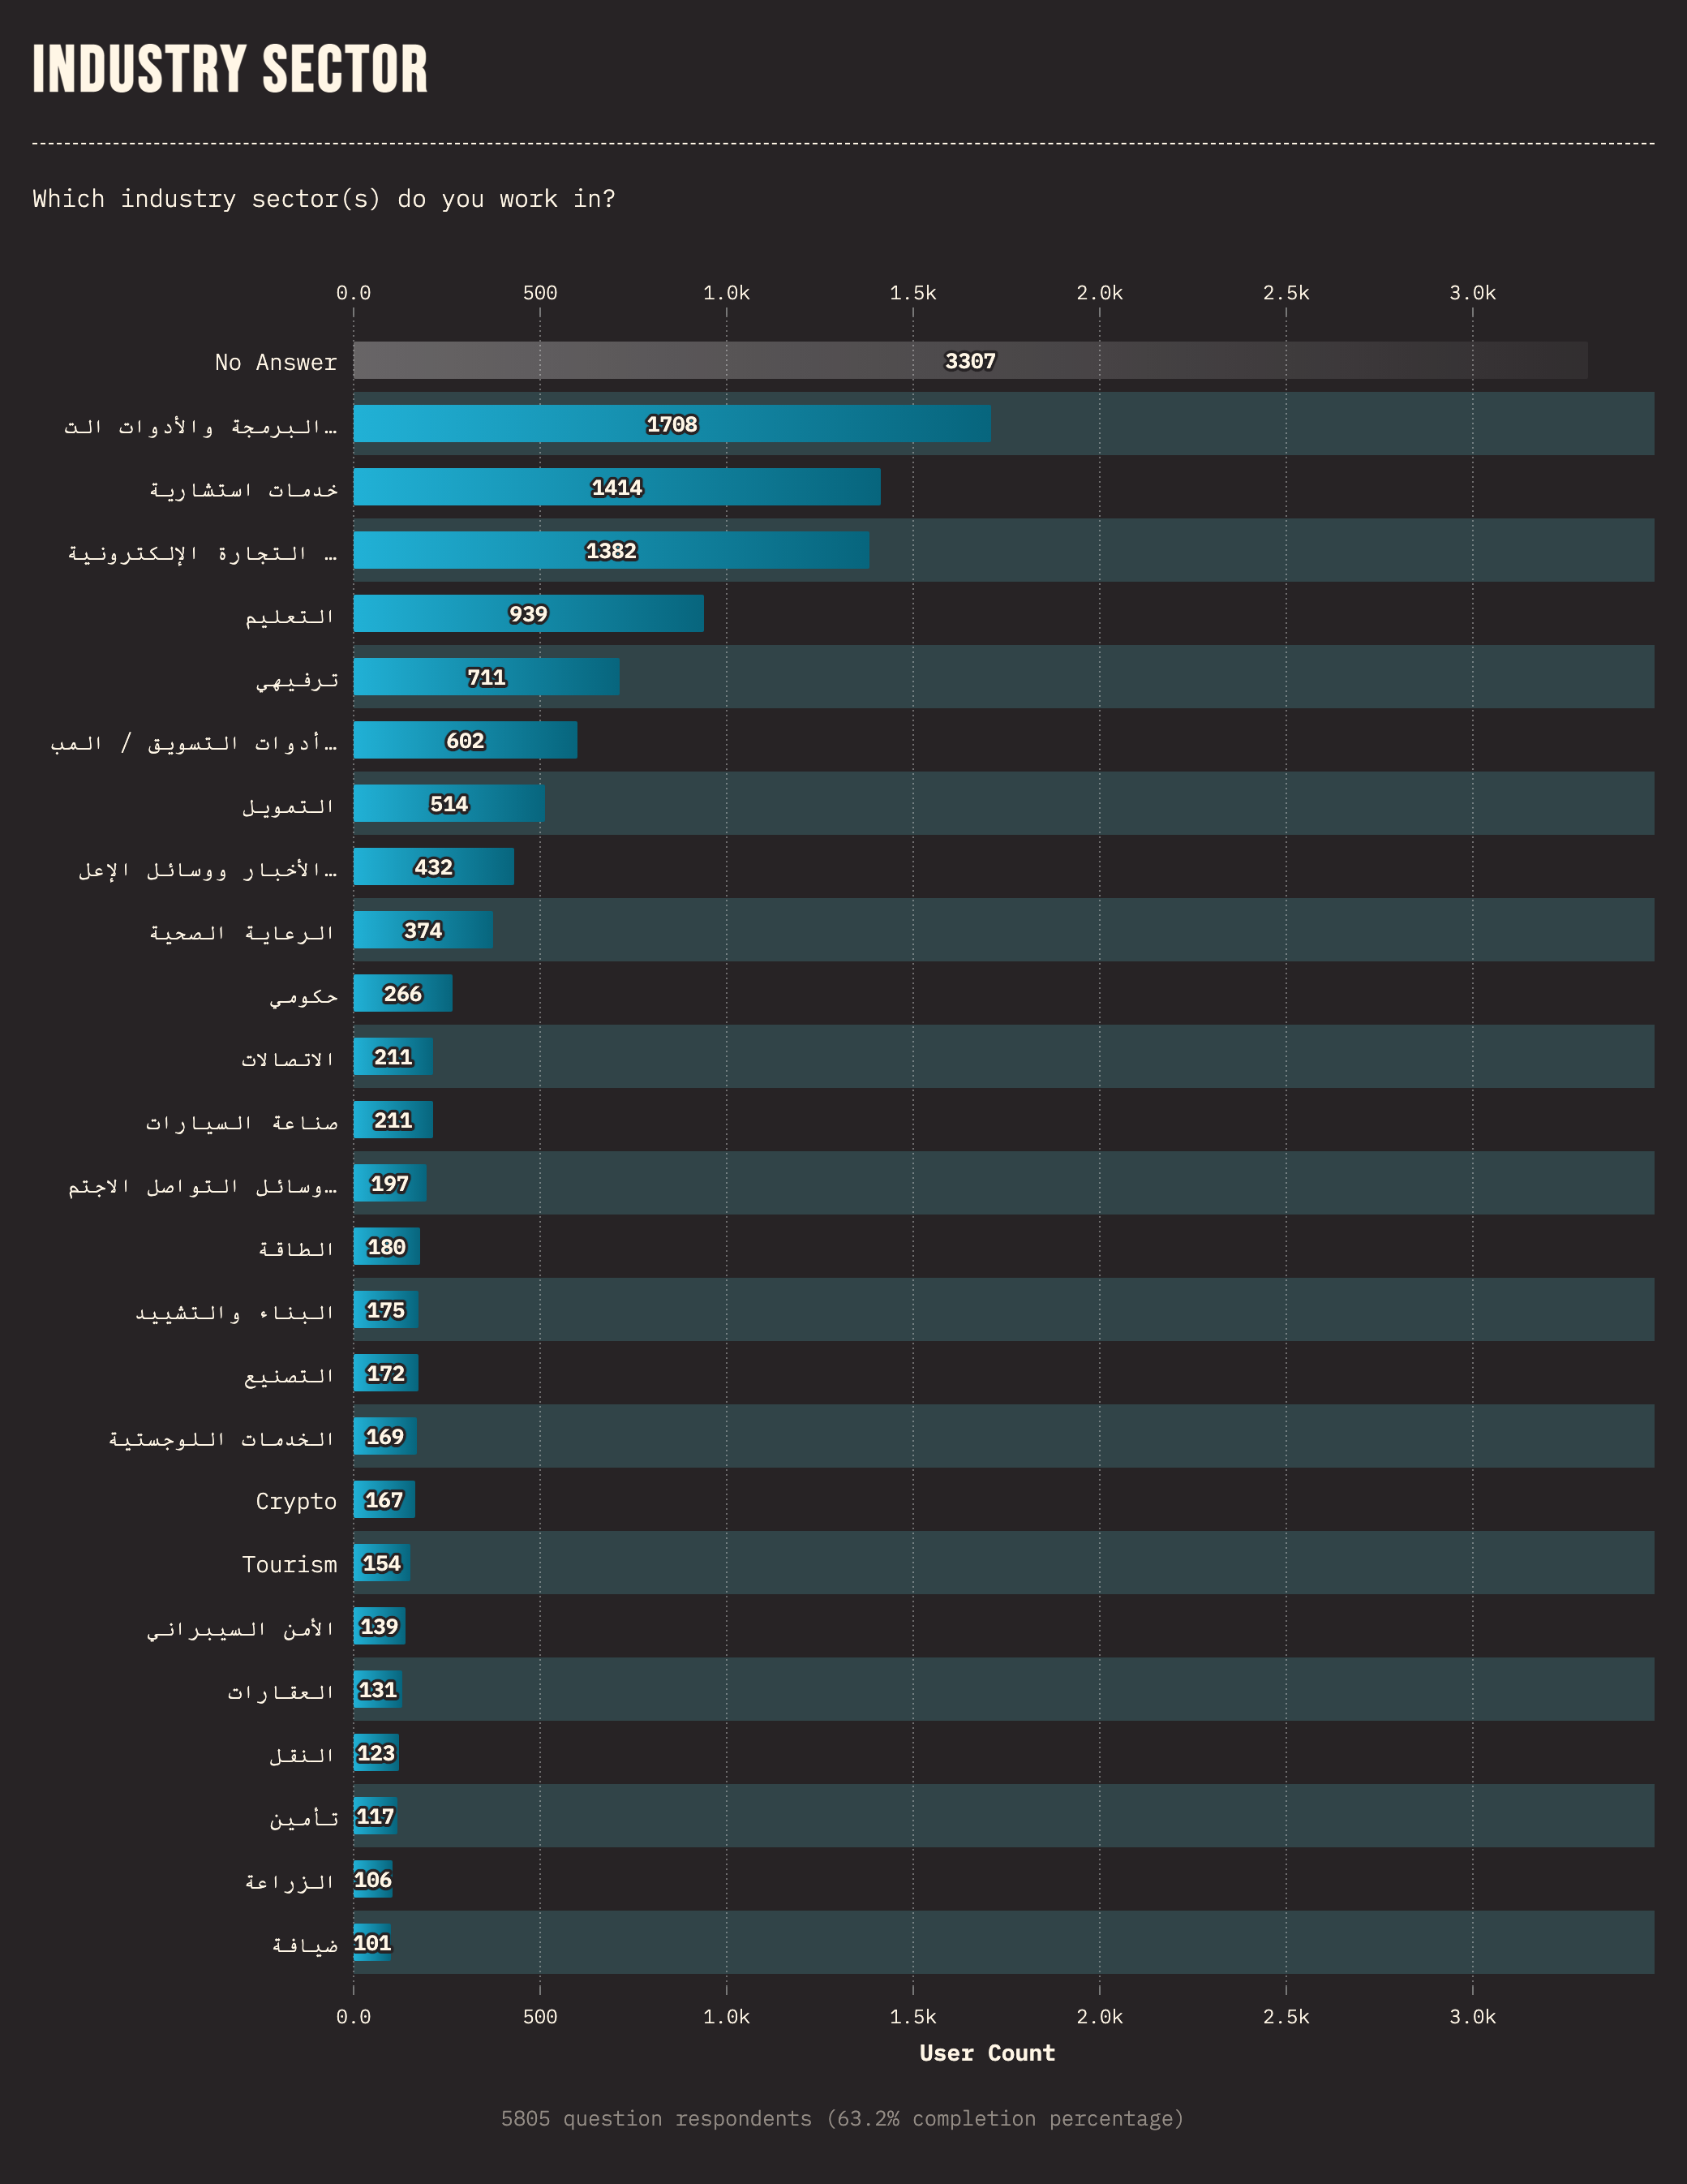 INDUSTRY SECTOR
Which industry sector(s) do you work in?
0.0 500 1.0k 1.5k 2.0k 2.5k 3.0k
No Answer 3307
البرمجة والأدوات الت... 1708
خدمات استشارية 1414
التجارة الإلكترونية ... 1382
التعليم 939
ترفيهي 711
أدوات التسويق / المب... 602
التمويل 514
الأخبار ووسائل الإعل... 432
الرعاية الصحية 374
حكومي 266
الاتصالات 211
صناعة السيارات 211
وسائل التواصل الاجتم... 197
الطاقة 180
البناء والتشييد 175
التصنيع 172
الخدمات اللوجستية 169
Crypto 167
Tourism 154
الأمن السيبراني 139
العقارات 131
النقل 123
تأمين 117
الزراعة 106
ضيافة 101
0.0 500 1.0k 1.5k 2.0k 2.5k 3.0k
User Count
5805 question respondents (63.2% completion percentage)